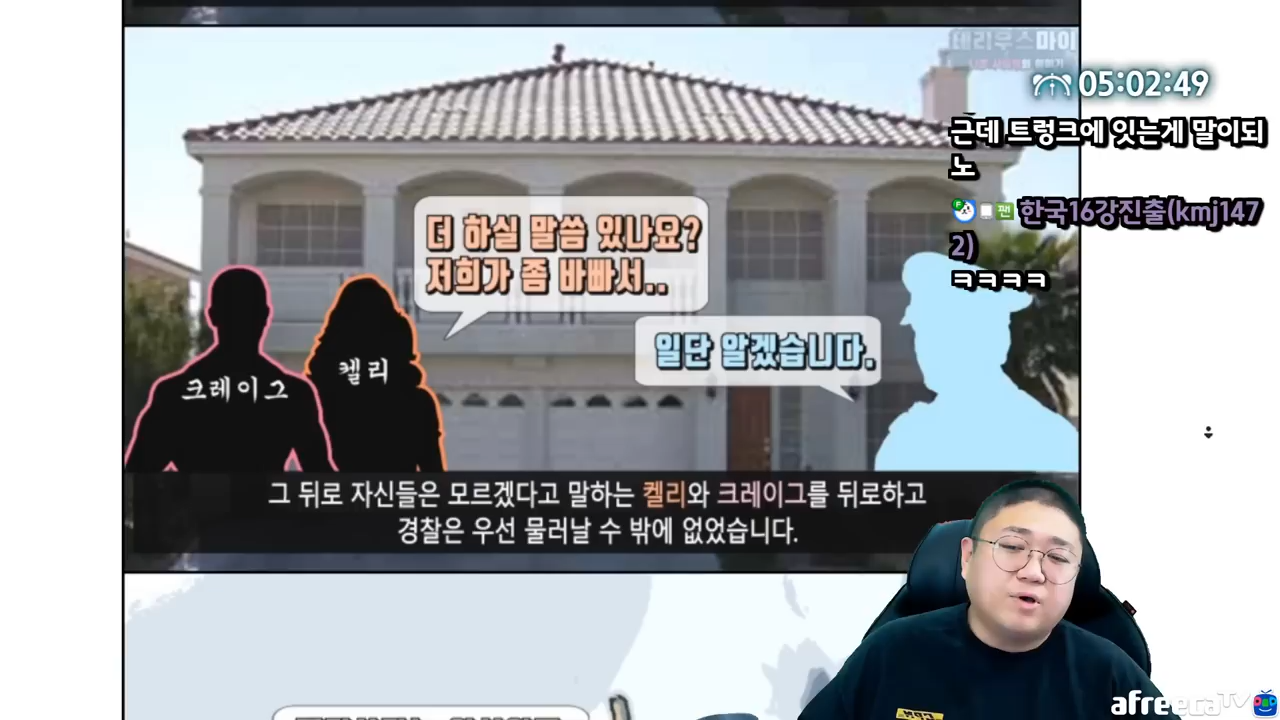 테리우스마이
05:02:49
근데 트렁크에 잇는게 말이되
노
한국16강진출(kmj147
2)
ㅋㅋㅋㅋ
더 하실 말씀 있나요?
저희가 좀 바빠서..
일단 알겠습니다.
크레이그
켈리
그 뒤로 자신들은 모르겠다고 말하는 켈리와 크레이그를 뒤로하고
경찰은 우선 물러날 수 밖에 없었습니다.
afreecaTV